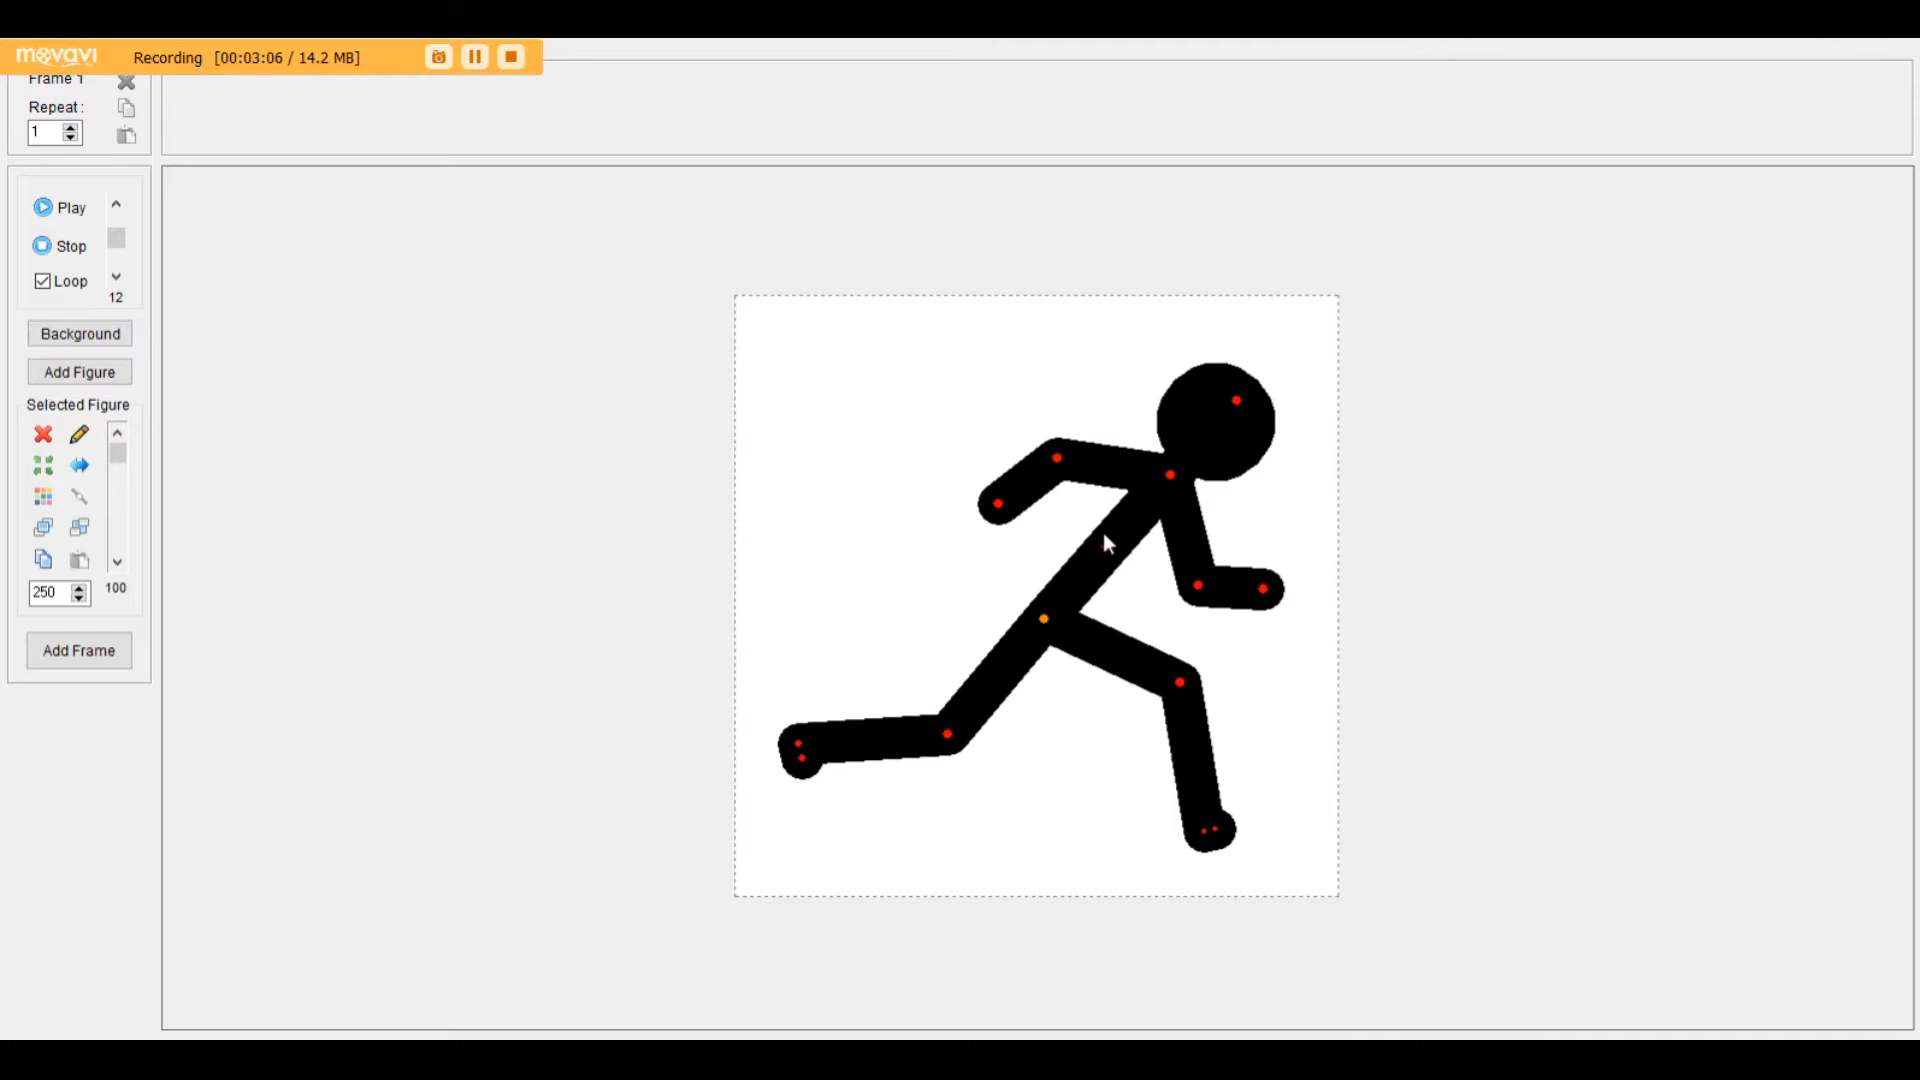 movavi Recording [00:03:06 / 14.2 MB]
Frame 1
Repeat:
1
Play
Stop
Loop
12
Background
Add Figure
Selected Figure
250 100
Add Frame